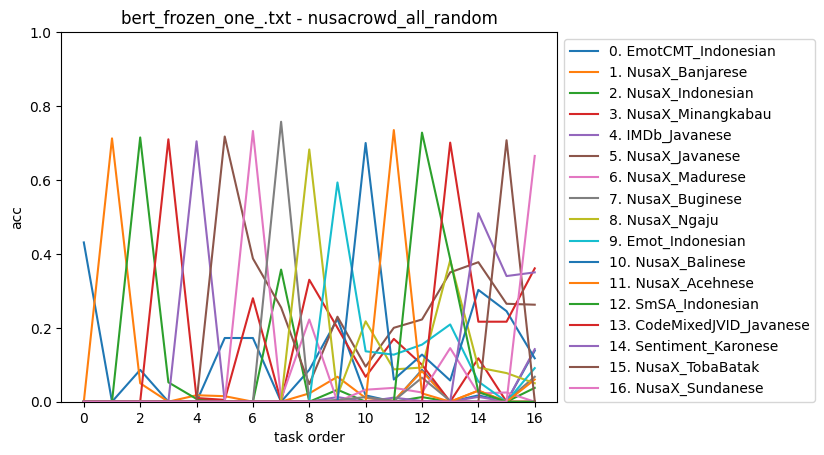 bert_frozen_one_.txt - nusacrowd_all_random
1.0
0.8
0.6
0.4
0.2
0.0
acc
0 2 4 6 8 10 12 14 16
task order
0. EmotCMT_Indonesian
1. NusaX_Banjarese
2. NusaX_Indonesian
3. NusaX_Minangkabau
4. IMDb_Javanese
5. NusaX_Javanese
6. NusaX_Madurese
7. NusaX_Buginese
8. NusaX_Ngaju
9. Emot_Indonesian
10. NusaX_Balinese
11. NusaX_Acehnese
12. SmSA_Indonesian
13. CodeMixedJVID_Javanese
14. Sentiment_Karonese
15. NusaX_TobaBatak
16. NusaX_Sundanese